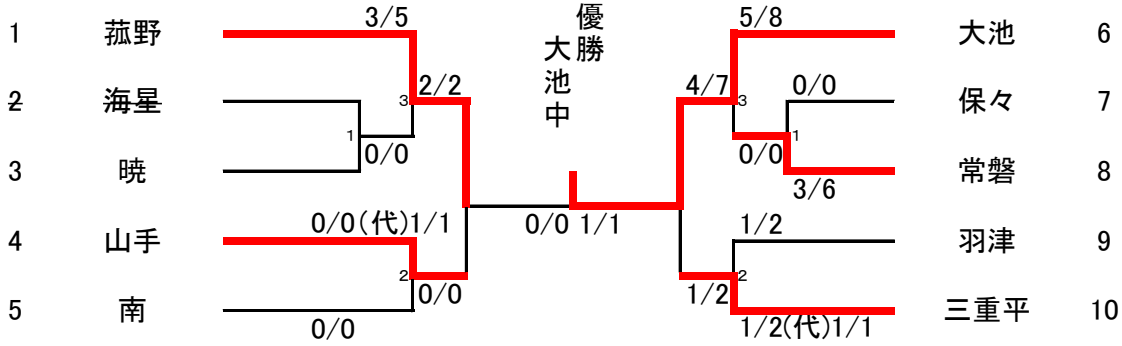 1 菰野 3/5 優勝 5/8 大池 6
大池中
2 海星 3 2/2 4/7 3 0/0 保々 7
1 0/0 0/0 1
3 暁 3/6 常磐 8
0/0 1/1
4 山手 0/0(代)1/1 1/2 羽津 9
2 0/0 1/2 2
5 南 0/0 1/2(代)1/1 三重平 10